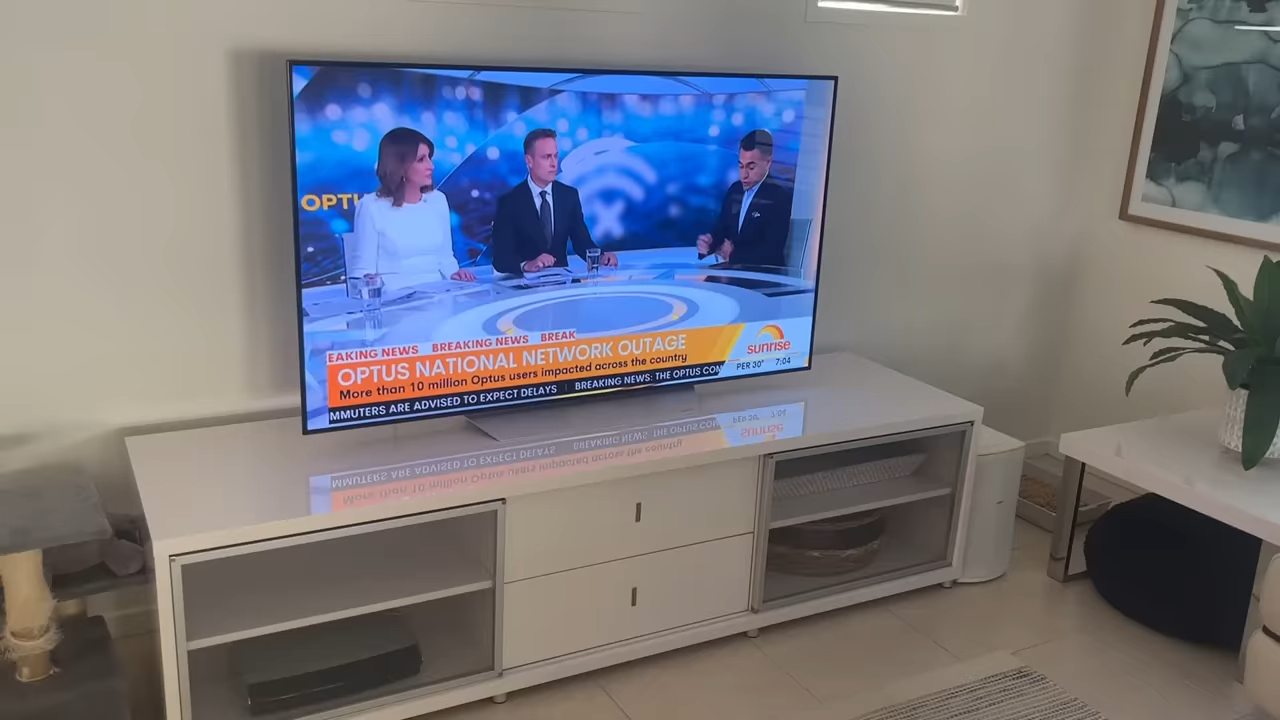 OPTU
EAKING NEWS BREAKING NEWS BREAK
OPTUS NATIONAL NETWORK OUTAGE
More than 10 million Optus users impacted across the country
sunrise
PER 30° 7:04
MMUTERS ARE ADVISED TO EXPECT DELAYS | BREAKING NEWS: THE OPTUS COM